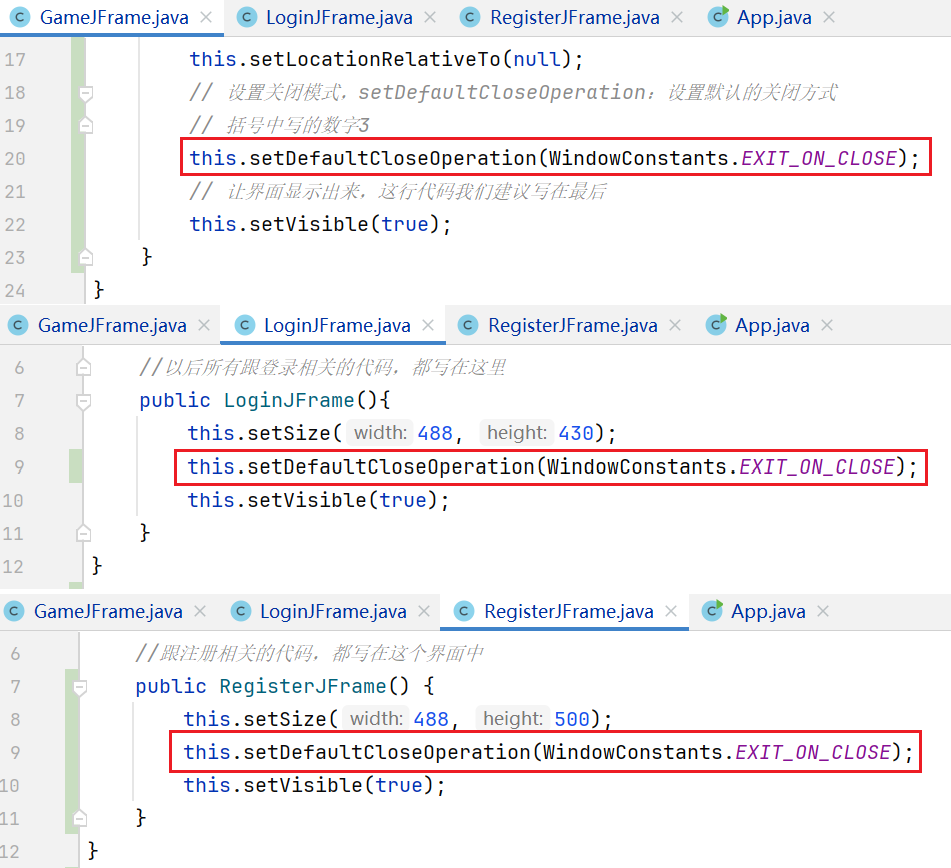 GameJFrame.java LoginJFrame.java RegisterJFrame.java App.java
17 this.setLocationRelativeTo(null);
18 // 设置关闭模式，setDefaultCloseOperation：设置默认的关闭方式
19 // 括号中写的数字3
20 this.setDefaultCloseOperation(WindowConstants.EXIT_ON_CLOSE);
21 // 让界面显示出来，这行代码我们建议写在最后
22 this.setVisible(true);
23 }
24 }
GameJFrame.java LoginJFrame.java RegisterJFrame.java App.java
6 //以后所有跟登录相关的代码，都写在这里
7 public LoginJFrame(){
8 this.setSize( width: 488, height: 430);
9 this.setDefaultCloseOperation(WindowConstants.EXIT_ON_CLOSE);
10 this.setVisible(true);
11 }
12 }
GameJFrame.java LoginJFrame.java RegisterJFrame.java App.java
6 //跟注册相关的代码，都写在这个界面中
7 public RegisterJFrame() {
8 this.setSize( width: 488, height: 500);
9 this.setDefaultCloseOperation(WindowConstants.EXIT_ON_CLOSE);
10 this.setVisible(true);
11 }
12 }